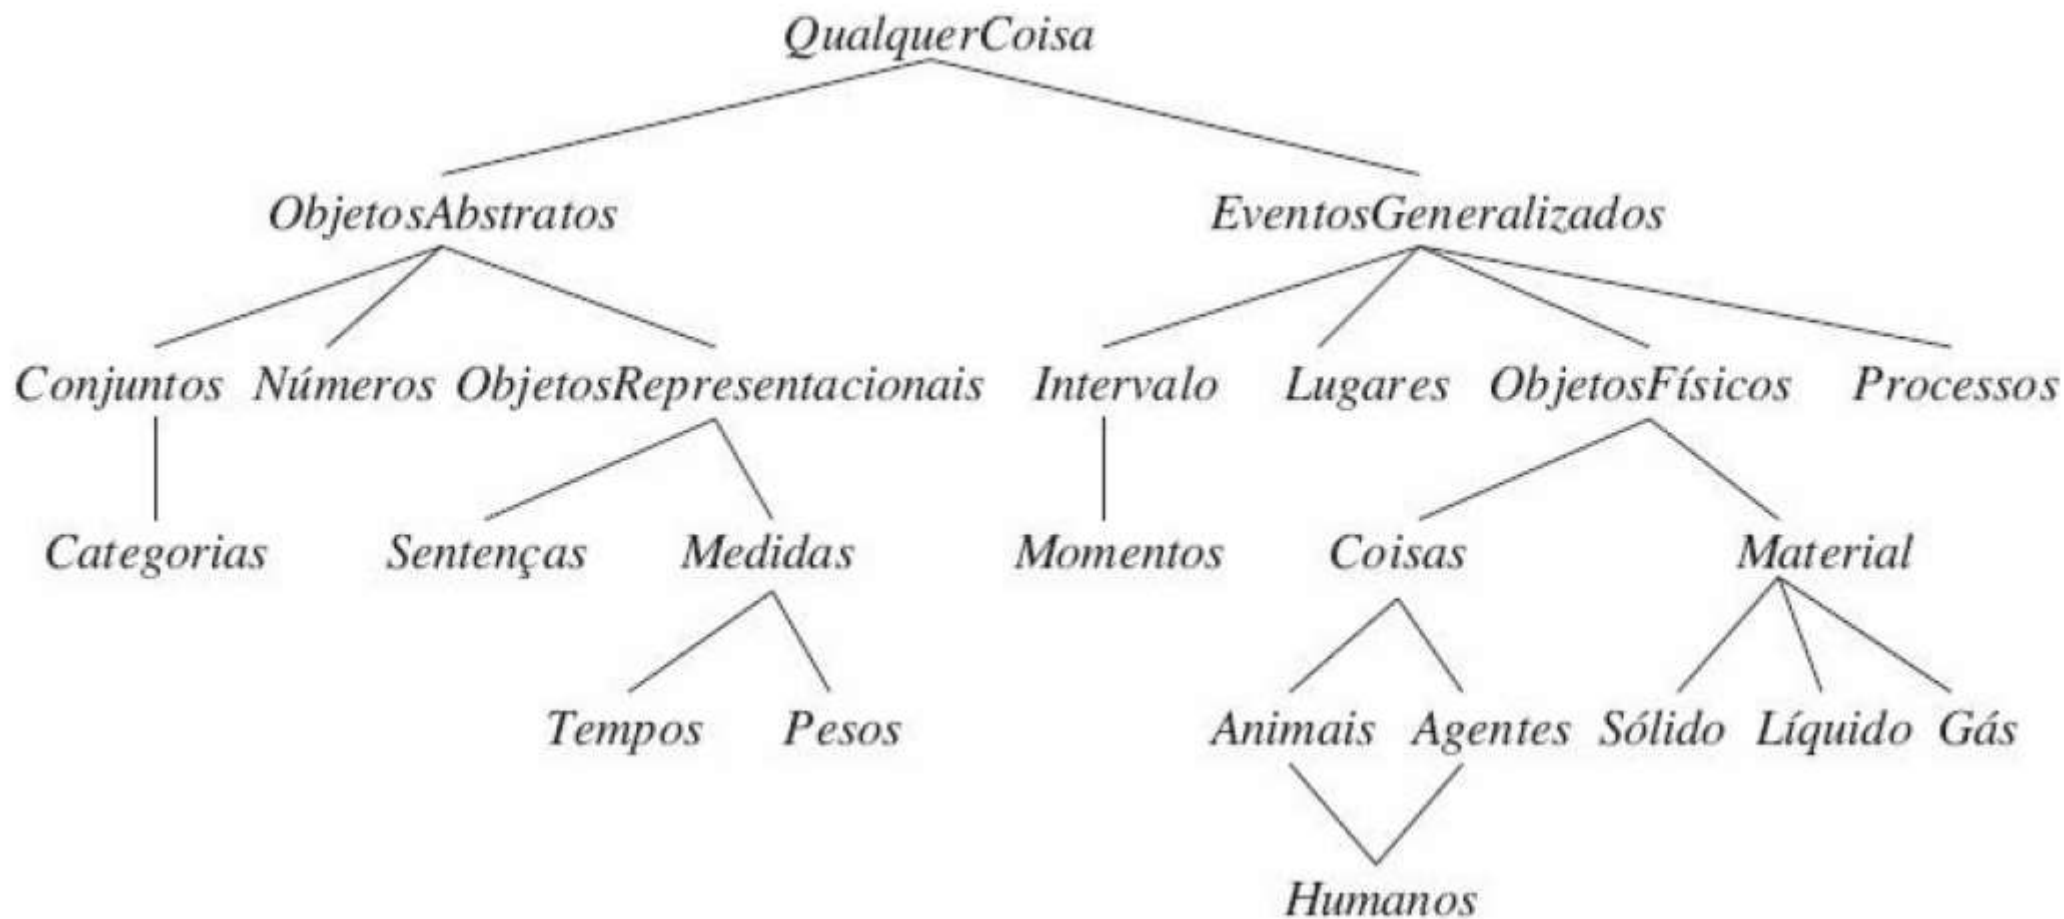 QualquerCoisa
ObjetosAbstratos EventosGeneralizados
Conjuntos Números ObjetosRepresentacionais Intervalo Lugares ObjetosFísicos Processos
Categorias Sentenças Medidas Momentos Coisas Material
Tempos Pesos Animais Agentes Sólido Líquido Gás
Humanos